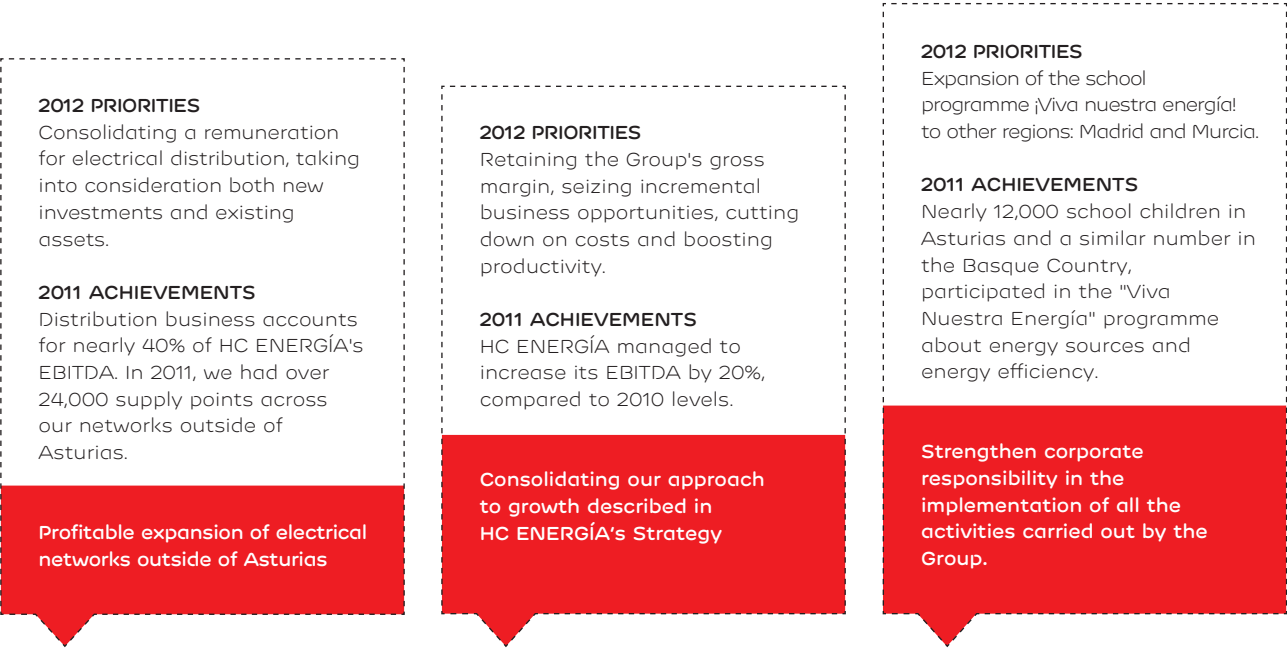 2012 PRIORITIES
Consolidating a remuneration
for electrical distribution, taking
into consideration both new
investments and existing
assets.
2011 ACHIEVEMENTS
Distribution business accounts
for nearly 40% of HC ENERGÍA's
EBITDA. In 2011, we had over
24,000 supply points across
our networks outside of
Asturias.
Profitable expansion of electrical
networks outside of Asturias
2012 PRIORITIES
Retaining the Group's gross
margin, seizing incremental
business opportunities, cutting
down on costs and boosting
productivity.
2011 ACHIEVEMENTS
HC ENERGÍA managed to
increase its EBITDA by 20%,
compared to 2010 levels.
Consolidating our approach
to growth described in
HC ENERGÍA's Strategy
2012 PRIORITIES
Expansion of the school
programme ¡Viva nuestra energía!
to other regions: Madrid and Murcia.
2011 ACHIEVEMENTS
Nearly 12,000 school children in
Asturias and a similar number in
the Basque Country,
participated in the "Viva
Nuestra Energía" programme
about energy sources and
energy efficiency.
Strengthen corporate
responsibility in the
implementation of all the
activities carried out by the
Group.